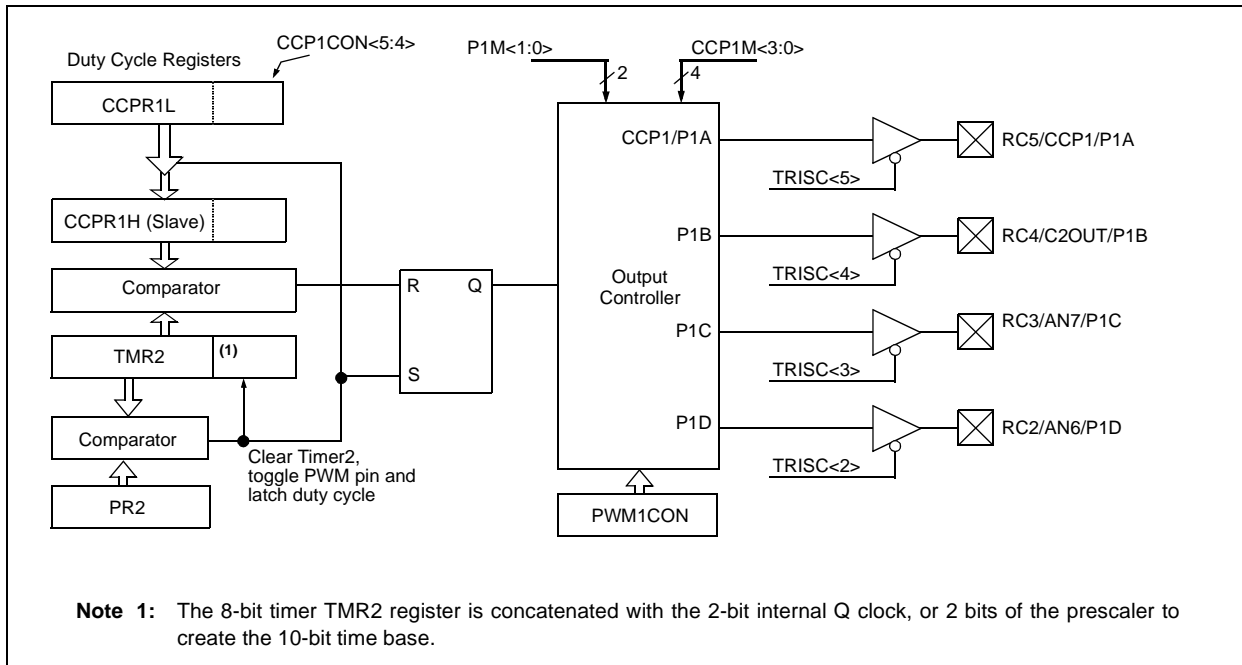 CCP1CON<5:4>
Duty Cycle Registers
CCPR1L
P1M<1:0>
2
CCP1M<3:0>
4
CCPR1H (Slave)
Comparator
TMR2
(1)
Comparator
PR2
Clear Timer2,
toggle PWM pin and
latch duty cycle
R
Q
S
Output
Controller
CCP1/P1A
P1B
P1C
P1D
PWM1CON
TRISC<5>
RC5/CCP1/P1A
TRISC<4>
RC4/C2OUT/P1B
TRISC<3>
RC3/AN7/P1C
TRISC<2>
RC2/AN6/P1D
Note 1: The 8-bit timer TMR2 register is concatenated with the 2-bit internal Q clock, or 2 bits of the prescaler to
create the 10-bit time base.